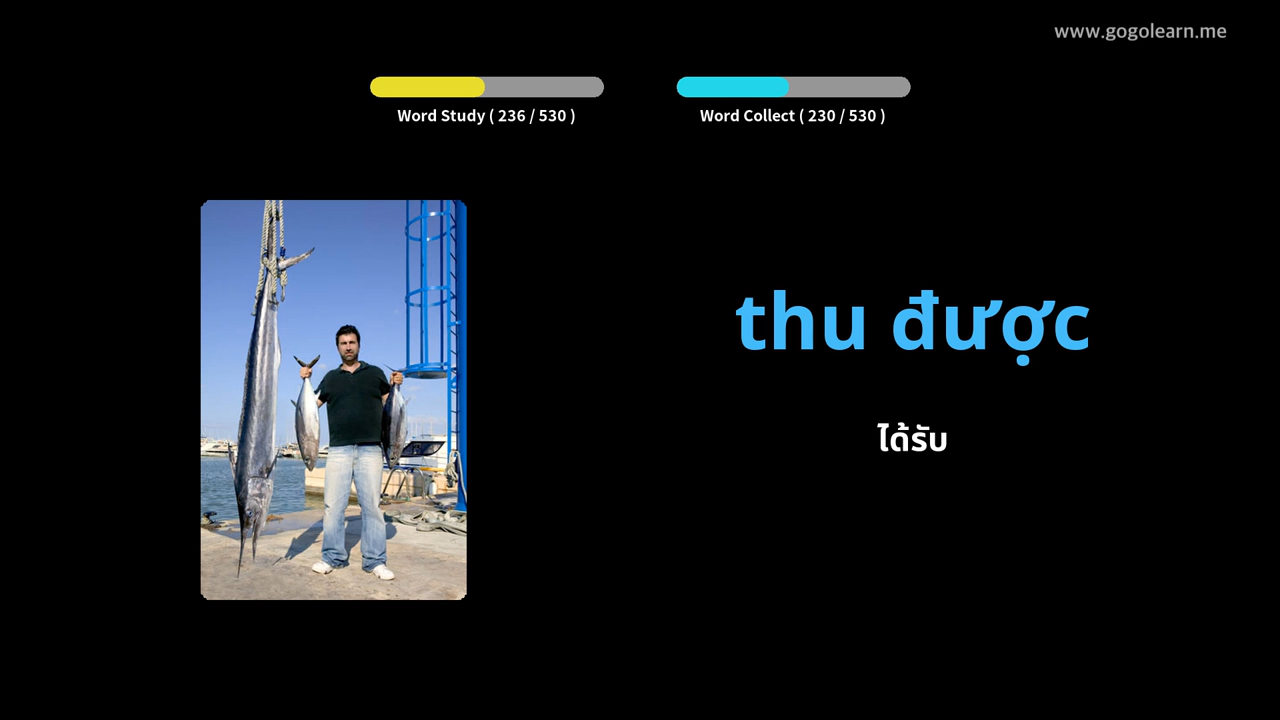 www.gogolearn.me
Word Study ( 236 / 530 )
Word Collect ( 230 / 530 )
thu được
ได้รับ